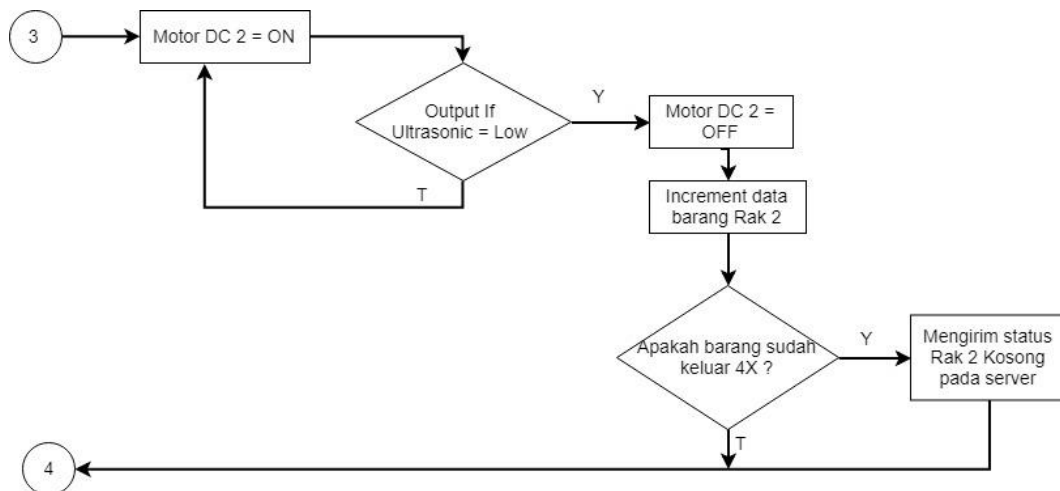 3
Motor DC 2 = ON
Output If
Ultrasonic = Low
Y
T
Motor DC 2 =
OFF
Increment data
barang Rak 2
Apakah barang sudah
keluar 4X ?
Y
T
Mengirim status
Rak 2 Kosong
pada server
4